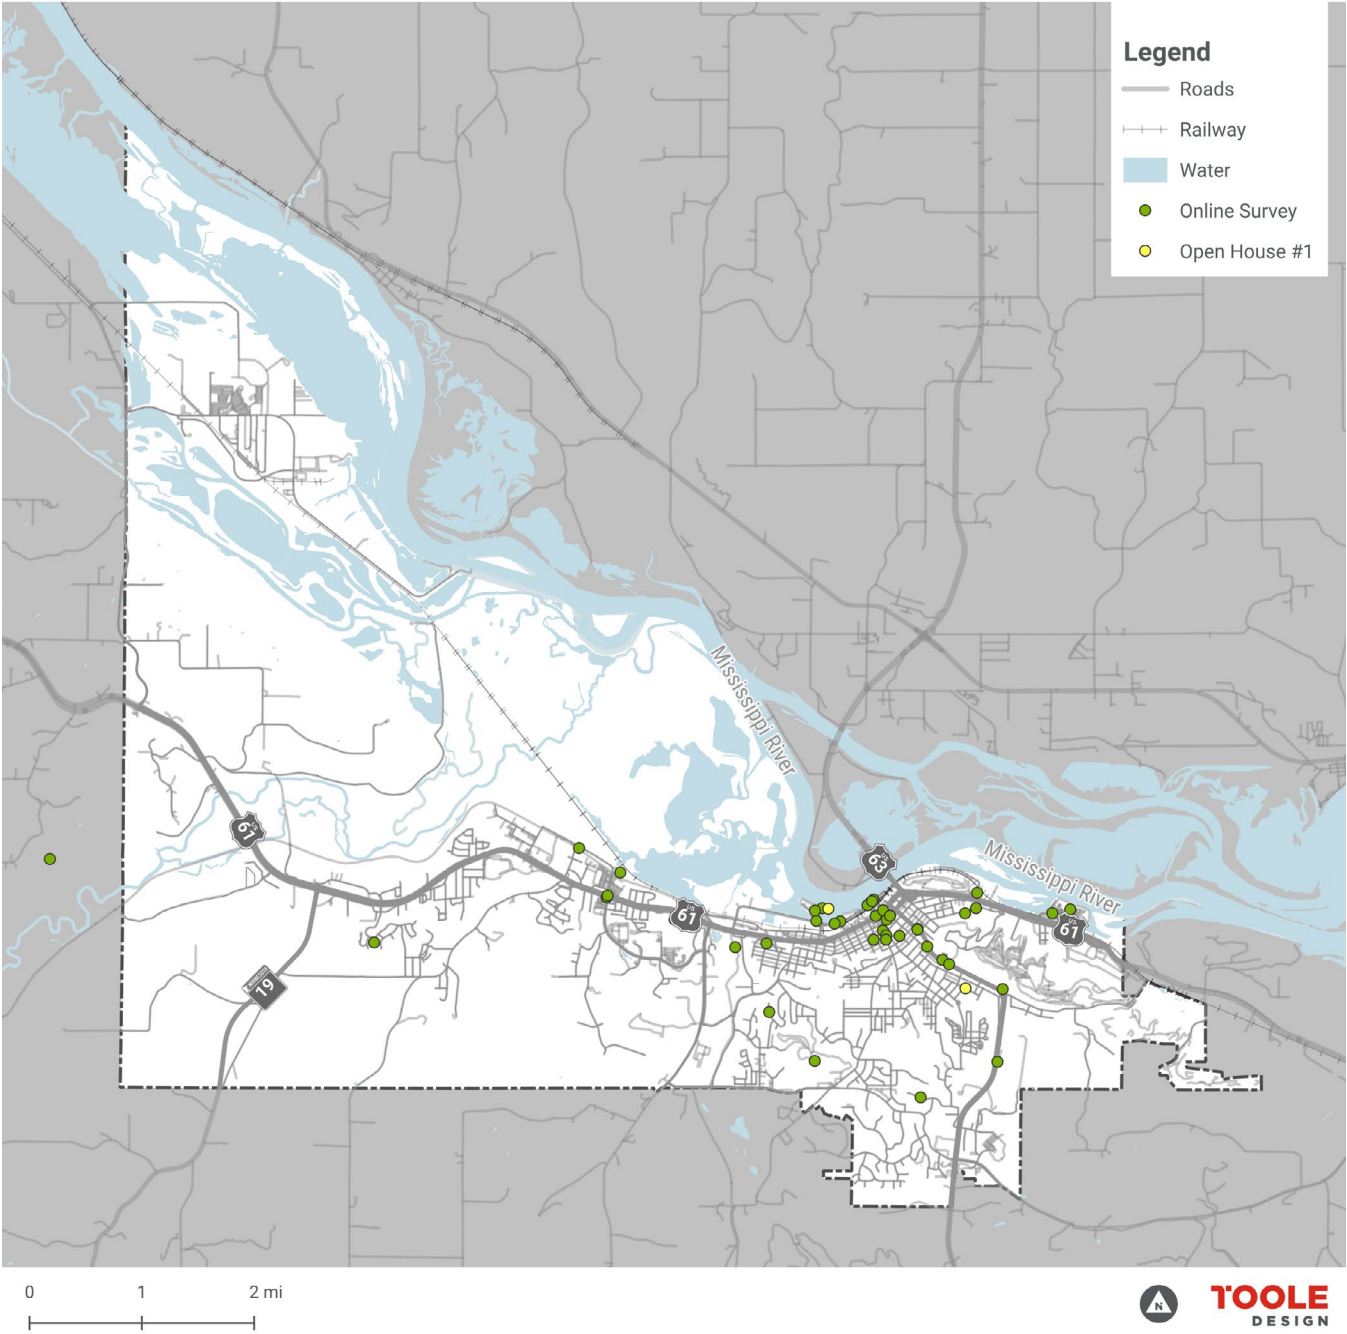 Legend
Roads
Railway
Water
Online Survey
Open House #1
Mississippi River
63
Mississippi River
61
61
61
19
0 1 2 mi
N
TOOLE
DESIGN